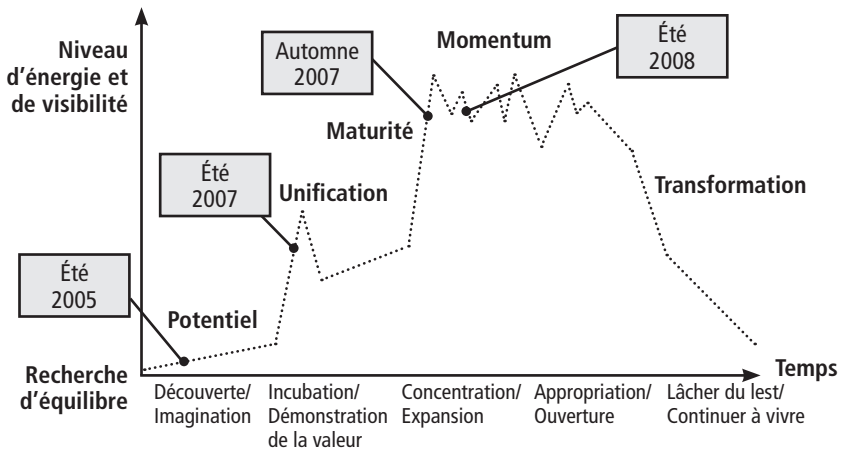 Niveau
d'énergie et
de visibilité
Automne
2007
Momentum
Été
2008
Maturité
Été
2007
Unification
Transformation
Été
2005
Potentiel
Recherche
d'équilibre
Temps
Découverte/
Imagination
Incubation/
Démonstration
de la valeur
Concentration/
Expansion
Appropriation/
Ouverture
Lâcher du lest/
Continuer à vivre